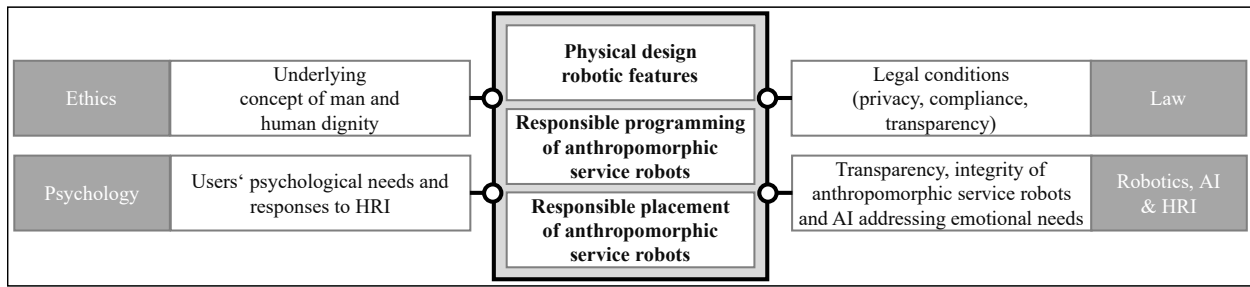 Ethics
Underlying
concept of man and
human dignity
Psychology
Users‘ psychological needs and
responses to HRI
Physical design
robotic features
Responsible programming
of anthropomorphic
service robots
Responsible placement
of anthropomorphic
service robots
Legal conditions
(privacy, compliance,
transparency)
Law
Transparency, integrity of
anthropomorphic service robots
and AI addressing emotional needs
Robotics, AI
& HRI